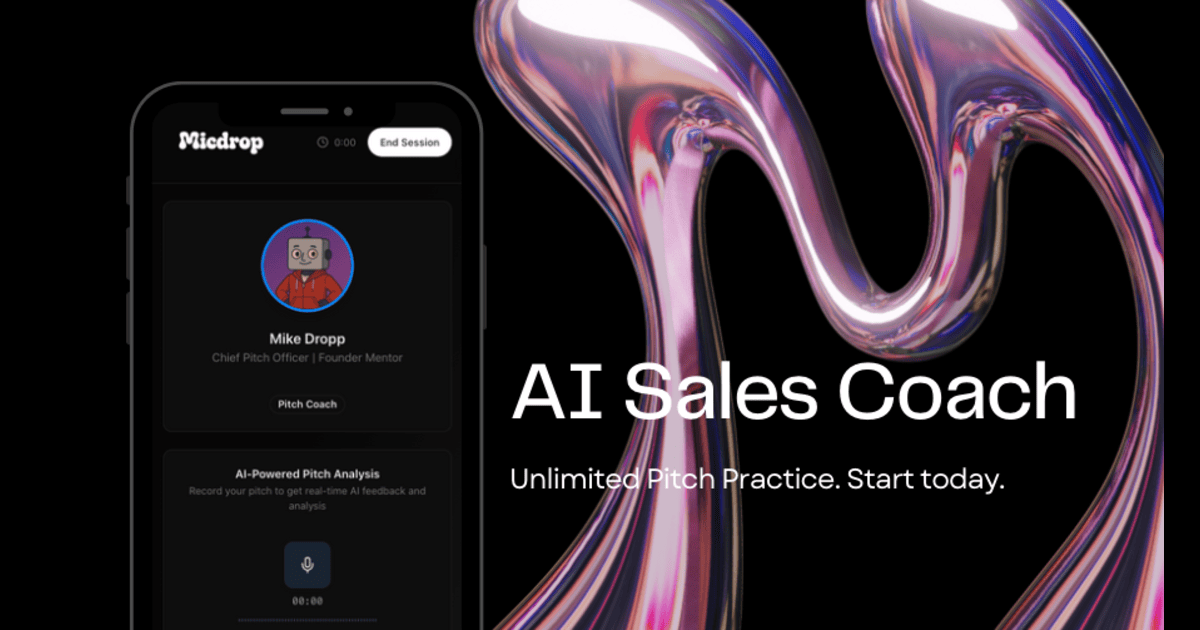 Micdrop
0:00
End Session
Mike Dropp
Chief Pitch Officer | Founder Mentor
Pitch Coach
AI-Powered Pitch Analysis
Record your pitch to get real-time AI feedback and
analysis
00:00
AI Sales Coach
Unlimited Pitch Practice. Start today.